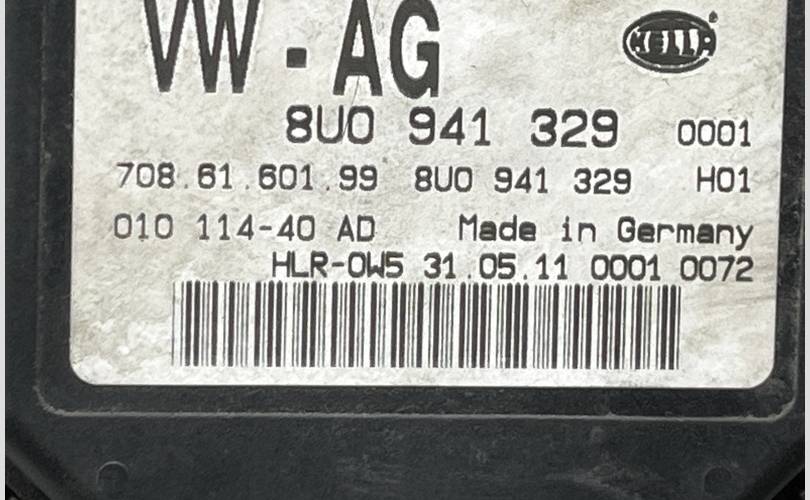 VW-AG
HELLA
8U0 941 329 0001
708.61.601.99 8U0 941 329 H01
010 114-40 AD Made in Germany
HLR-0W5 31.05.11 0001 0072